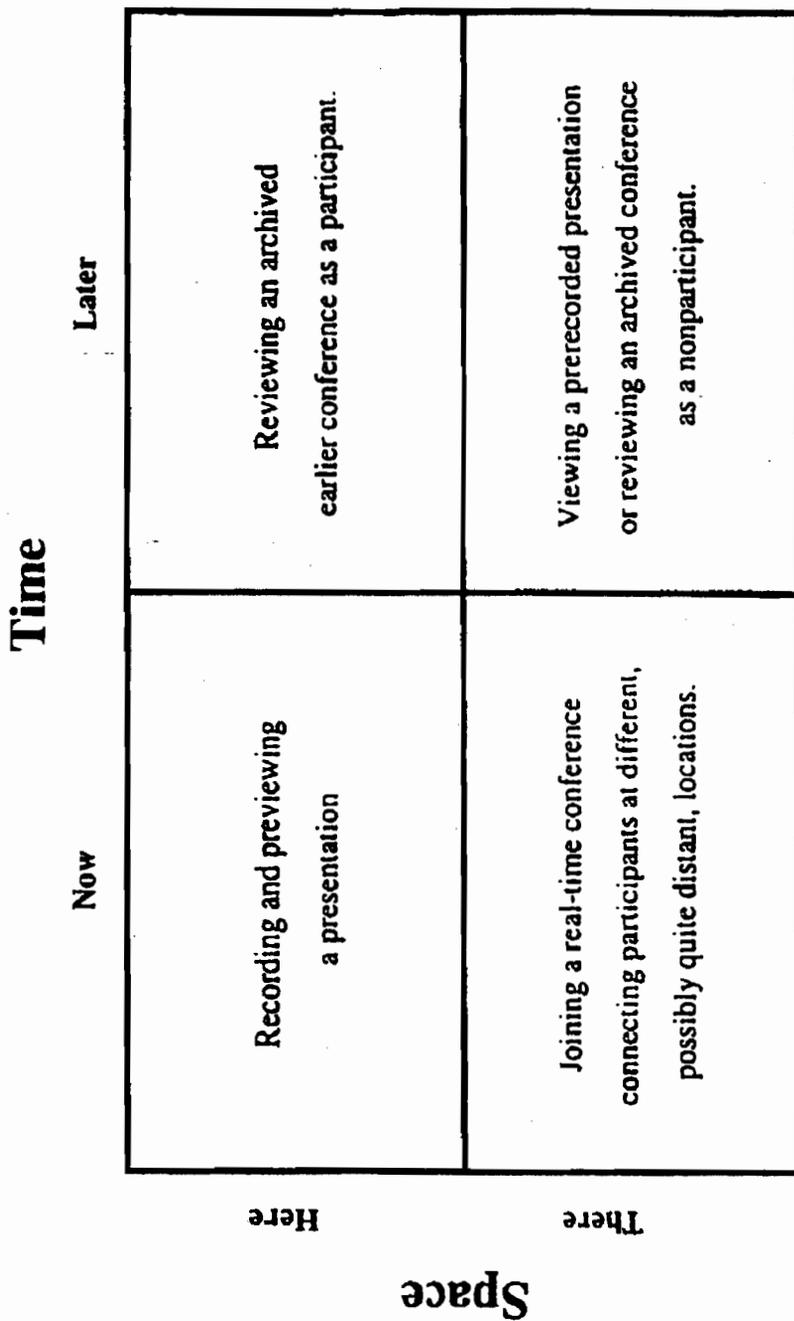 Time
Now
Later
Space
Here
Recording and previewing
a presentation
Reviewing an archived
earlier conference as a participant.
There
Joining a real-time conference
connecting participants at different,
possibly quite distant, locations.
Viewing a prerecorded presentation
or reviewing an archived conference
as a nonparticipant.